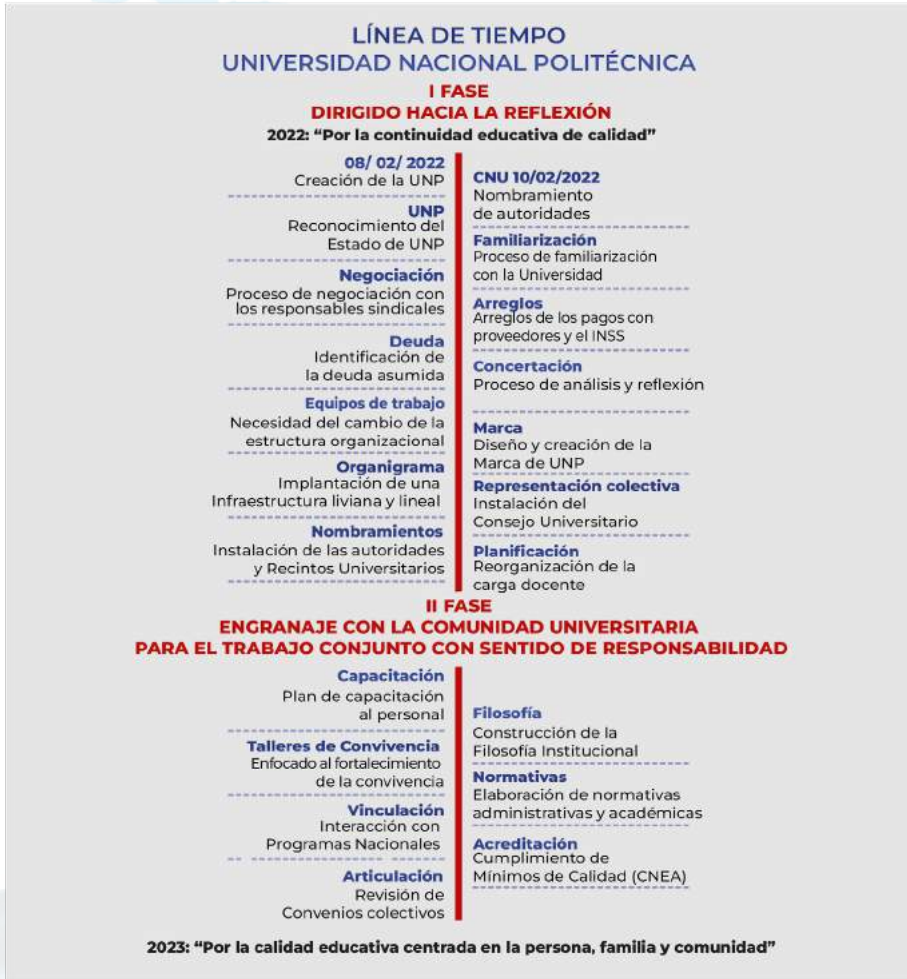 LÍNEA DE TIEMPO
UNIVERSIDAD NACIONAL POLITÉCNICA
I FASE
DIRIGIDO HACIA LA REFLEXIÓN
2022: “Por la continuidad educativa de calidad”
08/ 02/ 2022
Creación de la UNP
CNU 10/02/2022
Nombramiento
de autoridades
UNP
Reconocimiento del
Estado de UNP
Familiarización
Proceso de familiarización
con la Universidad
Negociación
Proceso de negociación con
los responsables sindicales
Arreglos
Arreglos de los pagos con
proveedores y el INSS
Deuda
Identificación de
la deuda asumida
Concertación
Proceso de análisis y reflexión
Equipos de trabajo
Necesidad del cambio de la
estructura organizacional
Marca
Diseño y creación de la
Marca de UNP
Organigrama
Implantación de una
Infraestructura liviana y lineal
Representación colectiva
Instalación del
Consejo Universitario
Nombramientos
Instalación de las autoridades
y Recintos Universitarios
Planificación
Reorganización de la
carga docente
II FASE
ENGRANAJE CON LA COMUNIDAD UNIVERSITARIA
PARA EL TRABAJO CONJUNTO CON SENTIDO DE RESPONSABILIDAD
Capacitación
Plan de capacitación
al personal
Filosofía
Construcción de la
Filosofía Institucional
Talleres de Convivencia
Enfocado al fortalecimiento
de la convivencia
Normativas
Elaboración de normativas
administrativas y académicas
Vinculación
Interacción con
Programas Nacionales
Acreditación
Cumplimiento de
Mínimos de Calidad (CNEA)
Articulación
Revisión de
Convenios colectivos
2023: “Por la calidad educativa centrada en la persona, familia y comunidad”